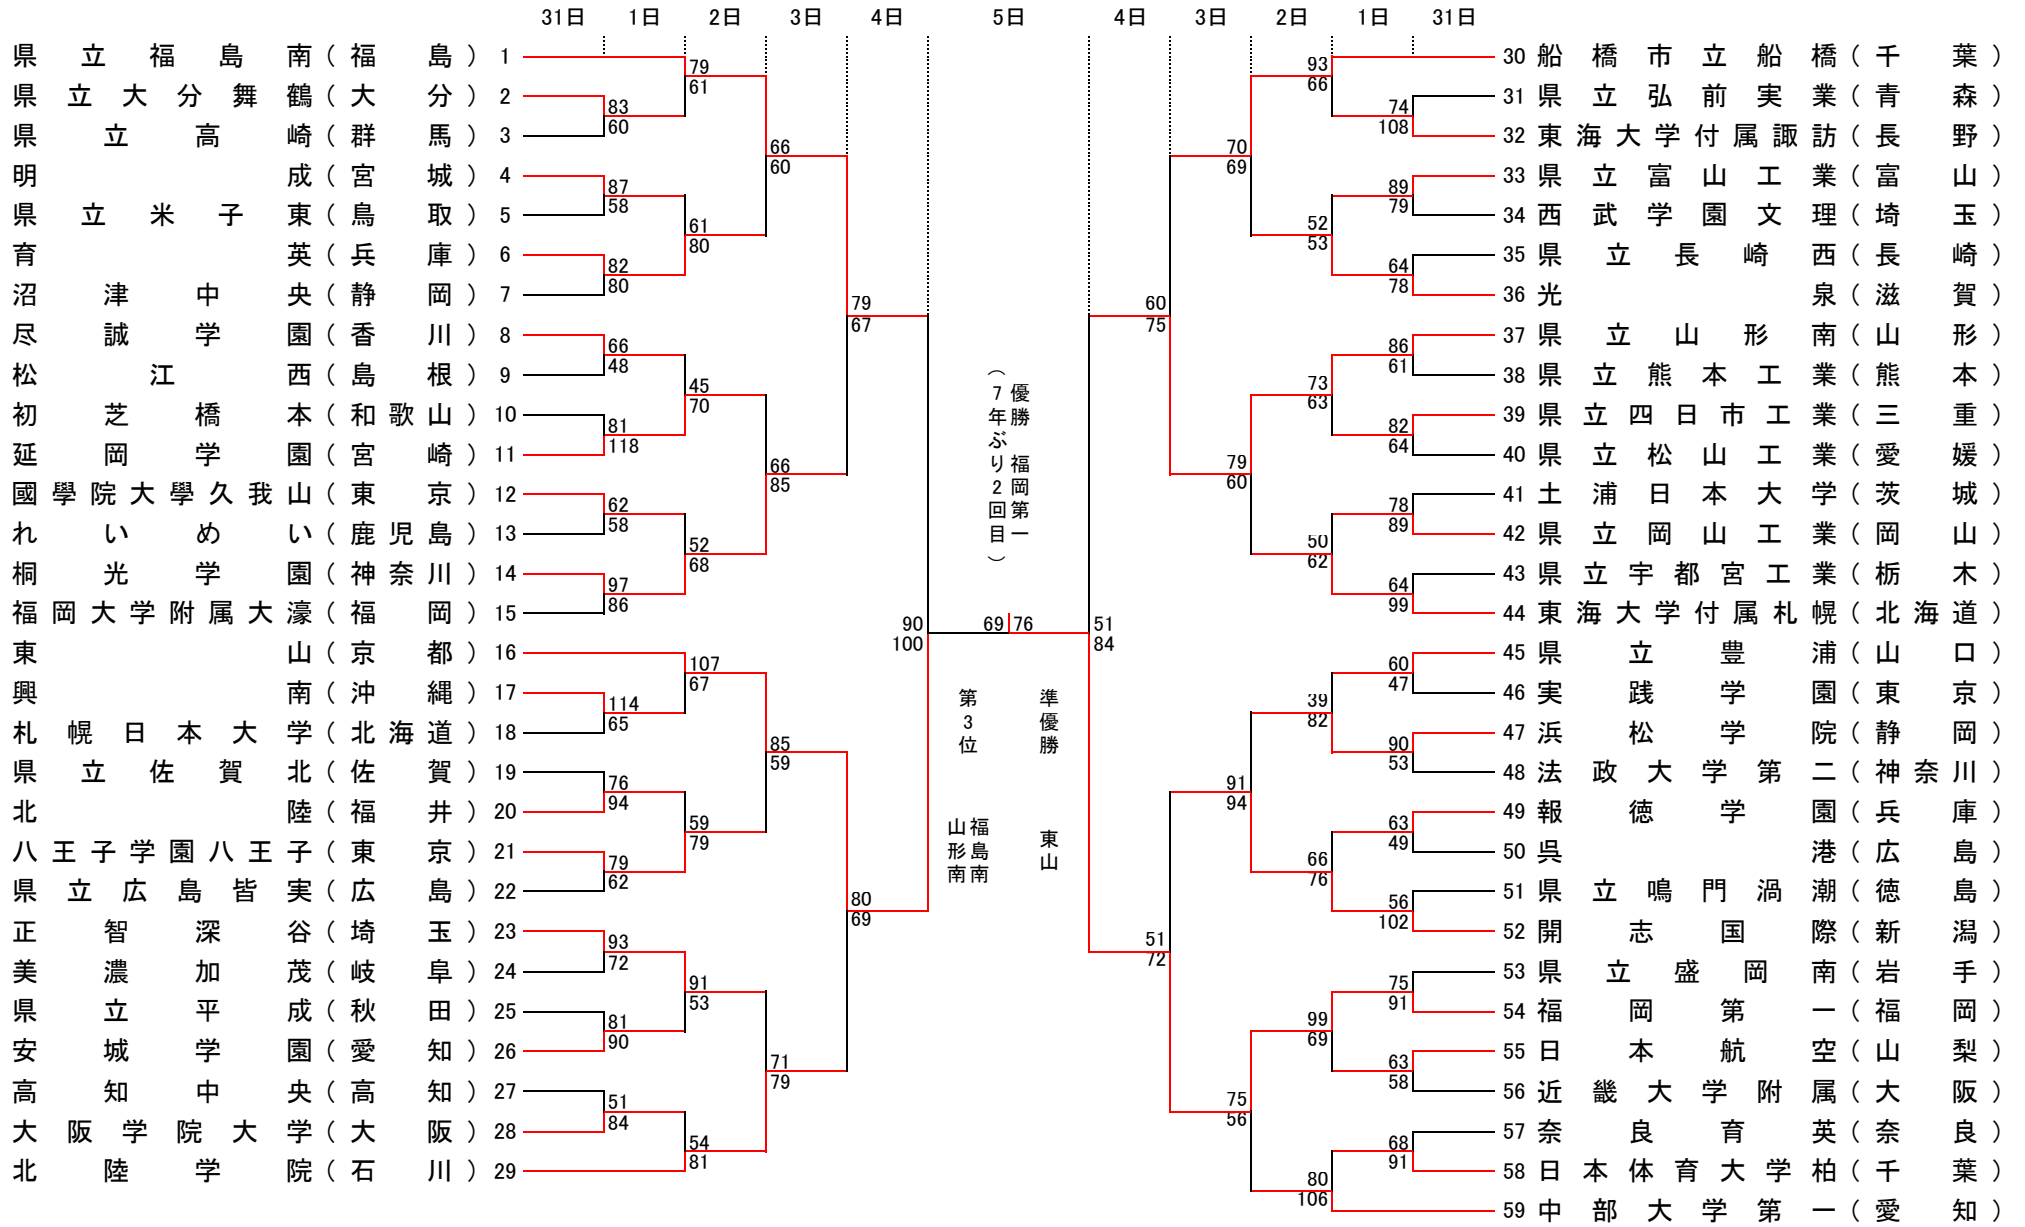 31日 1日 2日 3日 4日 5日 4日 3日 2日 1日 31日
県立福島南(福島) 1
県立大分舞鶴(大分) 2
県立高崎(群馬) 3
明成(宮城) 4
県立米子東(鳥取) 5
育英(兵庫) 6
沼津中央(静岡) 7
尽誠学園(香川) 8
松江西(島根) 9
初芝橋本(和歌山) 10
延岡学園(宮崎) 11
國學院大學久我山(東京) 12
れいめい(鹿児島) 13
桐光学園(神奈川) 14
福岡大学附属大濠(福岡) 15
東山(京都) 16
興南(沖縄) 17
札幌日本大学(北海道) 18
県立佐賀北(佐賀) 19
北陸(福井) 20
八王子学園八王子(東京) 21
県立広島皆実(広島) 22
正智深谷(埼玉) 23
美濃加茂(岐阜) 24
県立平成(秋田) 25
安城学園(愛知) 26
高知中央(高知) 27
大阪学院大学(大阪) 28
北陸学院(石川) 29
83
60
87
58
82
80
66
48
81
118
62
58
97
86
114
65
76
94
79
62
93
72
81
90
51
84
79
61
61
80
45
70
52
68
107
67
59
79
91
53
54
81
66
60
66
85
85
59
71
79
79
67
80
69
90
100
69 76
優勝 福岡第一
(7年ぶり2回目)
準優勝 東山
第3位 福島南
山形南
51
84
60
75
51
72
70
69
79
60
91
94
75
56
93
66
52
53
73
63
50
62
39
82
66
76
99
69
80
106
74
108
89
79
64
78
86
61
82
64
78
89
64
99
60
47
90
53
63
49
56
102
75
91
63
58
68
91
30 船橋市立船橋(千葉)
31 県立弘前実業(青森)
32 東海大学付属諏訪(長野)
33 県立富山工業(富山)
34 西武学園文理(埼玉)
35 県立長崎西(長崎)
36 光泉(滋賀)
37 県立山形南(山形)
38 県立熊本工業(熊本)
39 県立四日市工業(三重)
40 県立松山工業(愛媛)
41 土浦日本大学(茨城)
42 県立岡山工業(岡山)
43 県立宇都宮工業(栃木)
44 東海大学付属札幌(北海道)
45 県立豊浦(山口)
46 実践学園(東京)
47 浜松学院(静岡)
48 法政大学第二(神奈川)
49 報徳学園(兵庫)
50 呉港(広島)
51 県立鳴門渦潮(徳島)
52 開志国際(新潟)
53 県立盛岡南(岩手)
54 福岡第一(福岡)
55 日本航空(山梨)
56 近畿大学附属(大阪)
57 奈良育英(奈良)
58 日本体育大学柏(千葉)
59 中部大学第一(愛知)